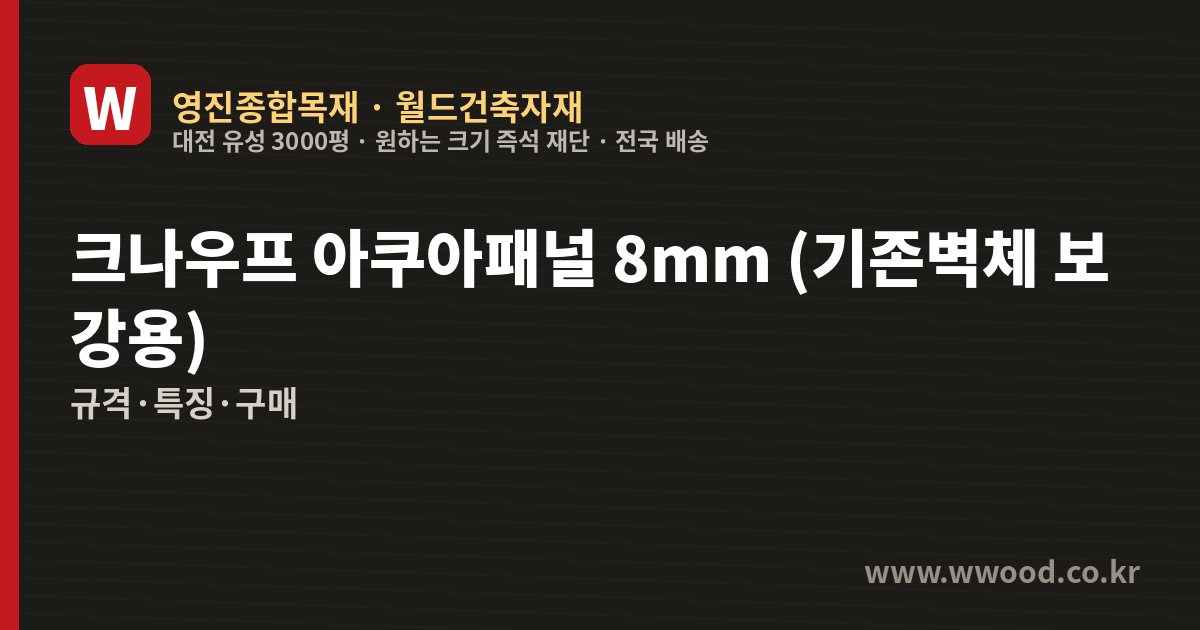 W
영진종합목재 · 월드건축자재
대전 유성 3000평 · 원하는 크기 즉석 재단 · 전국 배송
크나우프 아쿠아패널 8mm (기존벽체 보
강용)
규격·특징·구매
www.wwood.co.kr